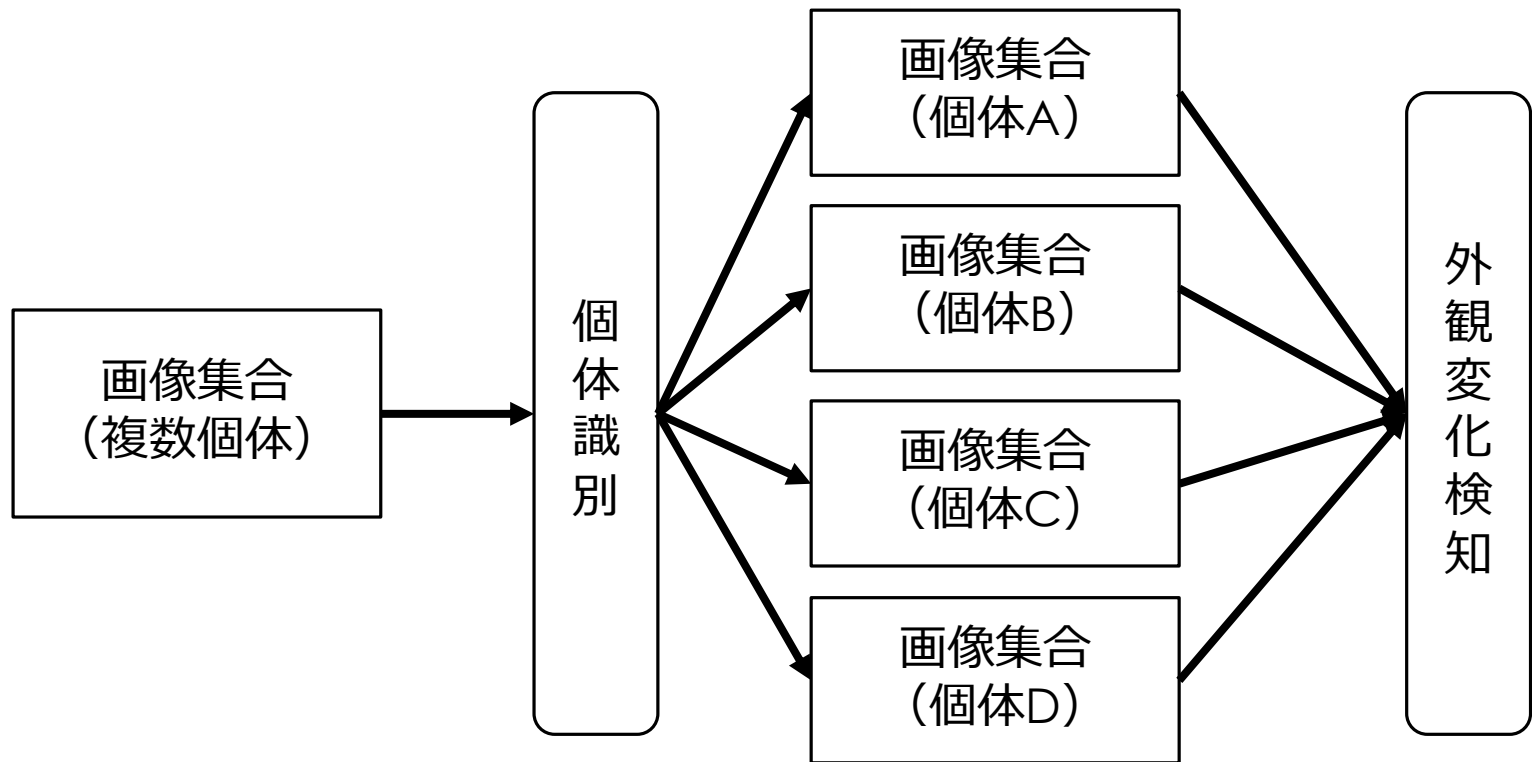 画像集合
（複数個体）
個体識別
画像集合
（個体A）
画像集合
（個体B）
画像集合
（個体C）
画像集合
（個体D）
外観変化検知